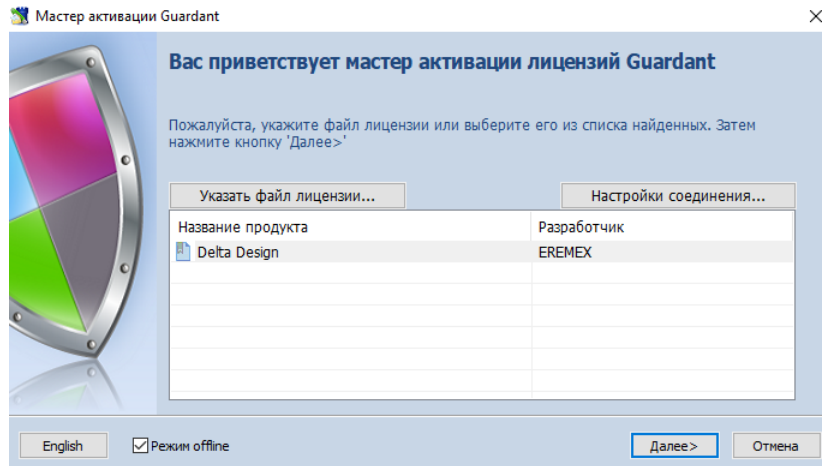 Мастер активации Guardant
Вас приветствует мастер активации лицензий Guardant
Пожалуйста, укажите файл лицензии или выберите его из списка найденных. Затем
нажмите кнопку 'Далее>'
Указать файл лицензии... Настройки соединения...
Название продукта Разработчик
Delta Design EREMEX
English Режим offline Далее> Отмена